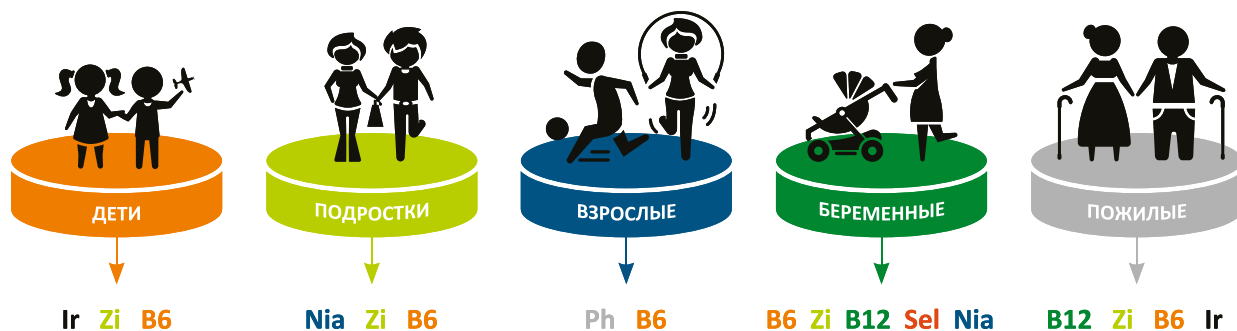 ДЕТИ ПОДРОСТКИ ВЗРОСЛЫЕ БЕРЕМЕННЫЕ ПОЖИЛЫЕ
Ir Zi B6 Nia Zi B6 Ph B6 B6 Zi B12 Sel Nia B12 Zi B6 Ir